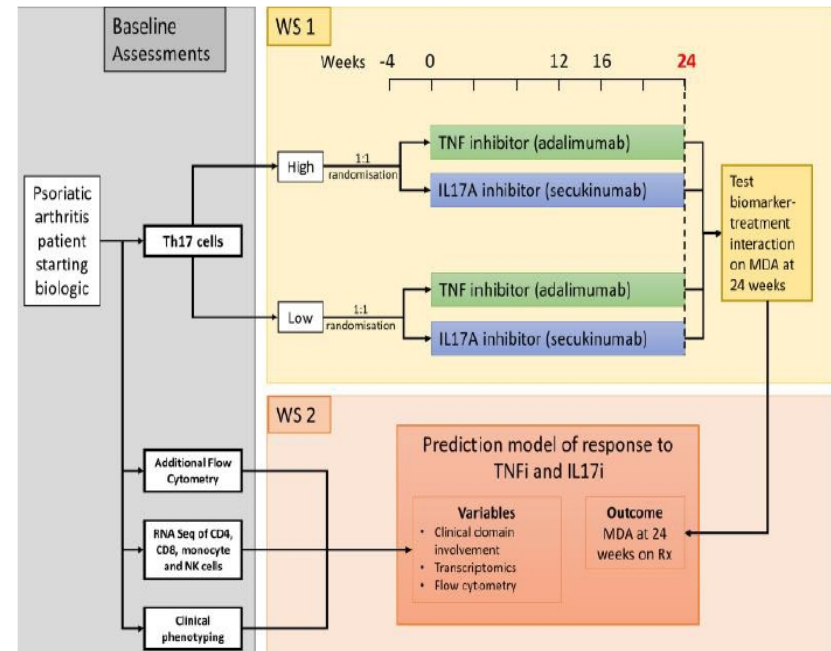 Baseline
Assessments
WS 1
Weeks -4 0 12 16 24
Psoriatic
arthritis
patient
starting
biologic
Th17 cells
High
1:1
randomisation
TNF inhibitor (adalimumab)
IL17A inhibitor (secukinumab)
Low
1:1
randomisation
TNF inhibitor (adalimumab)
IL17A inhibitor (secukinumab)
Test
biomarker-
treatment
interaction
on MDA at
24 weeks
WS 2
Additional Flow
Cytometry
RNA Seq of CD4,
CD8, monocyte
and NK cells
Clinical
phenotyping
Prediction model of response to
TNFi and IL17i
Variables
• Clinical domain
involvement
• Transcriptomics
• Flow cytometry
Outcome
MDA at 24
weeks on Rx